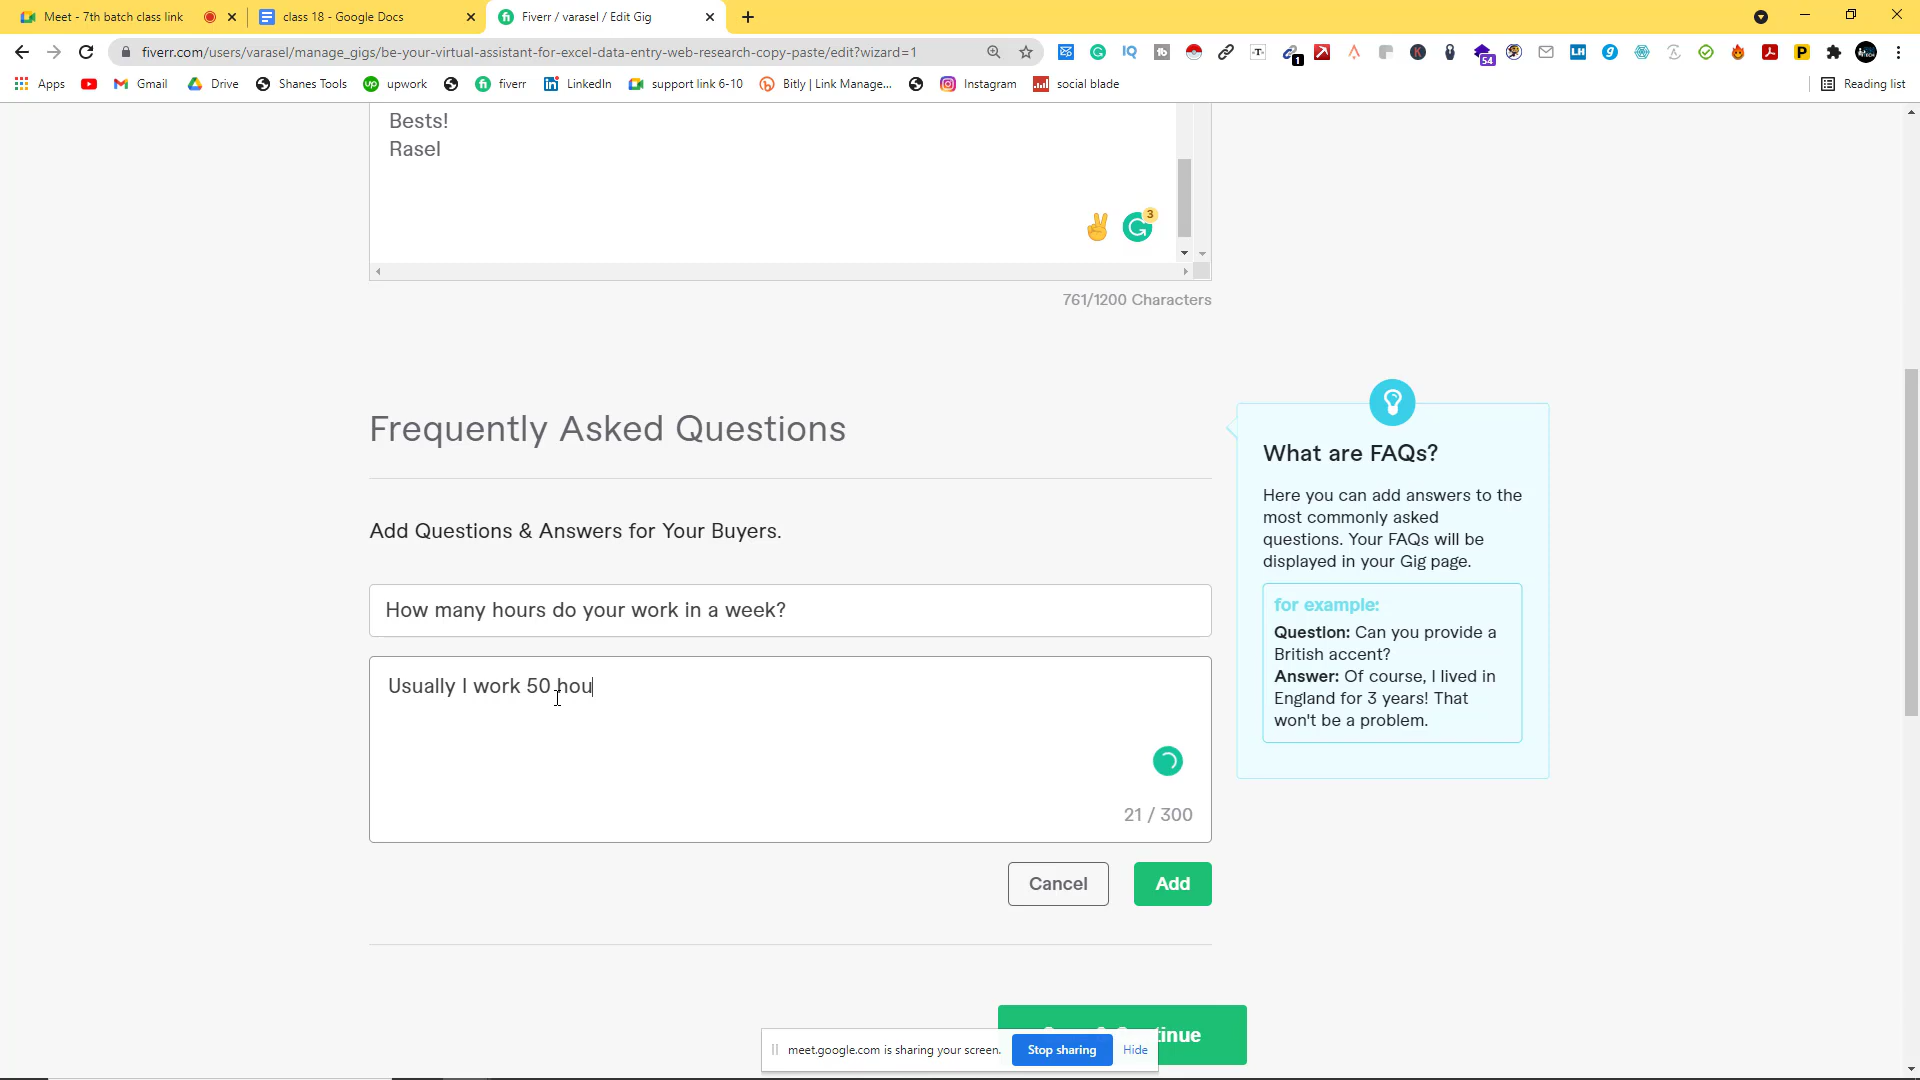 Meet - 7th batch class link
class 18 - Google Docs
Fiverr / varasel / Edit Gig
fiverr.com/users/varasel/manage_gigs/be-your-virtual-assistant-for-excel-data-entry-web-research-copy-paste/edit?wizard=1
Apps
Gmail
Drive
Shanes Tools
upwork
fiverr
LinkedIn
support link 6-10
Bitly | Link Manage...
Instagram
social blade
Reading list
Bests!
Rasel
3
761/1200 Characters
Frequently Asked Questions
Add Questions & Answers for Your Buyers.
How many hours do your work in a week?
Usually I work 50 hou
21 / 300
Cancel
Add
What are FAQs?
Here you can add answers to the
most commonly asked
questions. Your FAQs will be
displayed in your Gig page.
for example:
Question: Can you provide a
British accent?
Answer: Of course, I lived in
England for 3 years! That
won't be a problem.
meet.google.com is sharing your screen.
Stop sharing
Hide